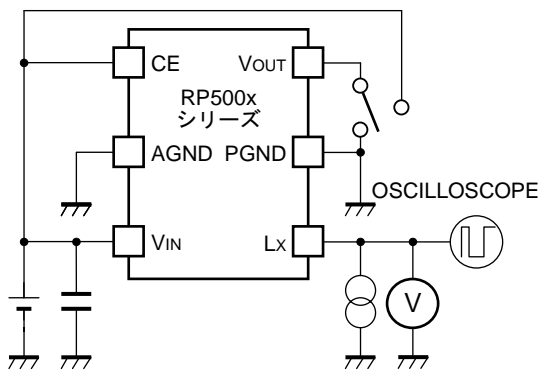 CE
VOUT
RP500x
シリーズ
AGND
PGND
OSCILLOSCOPE
VIN
LX
V